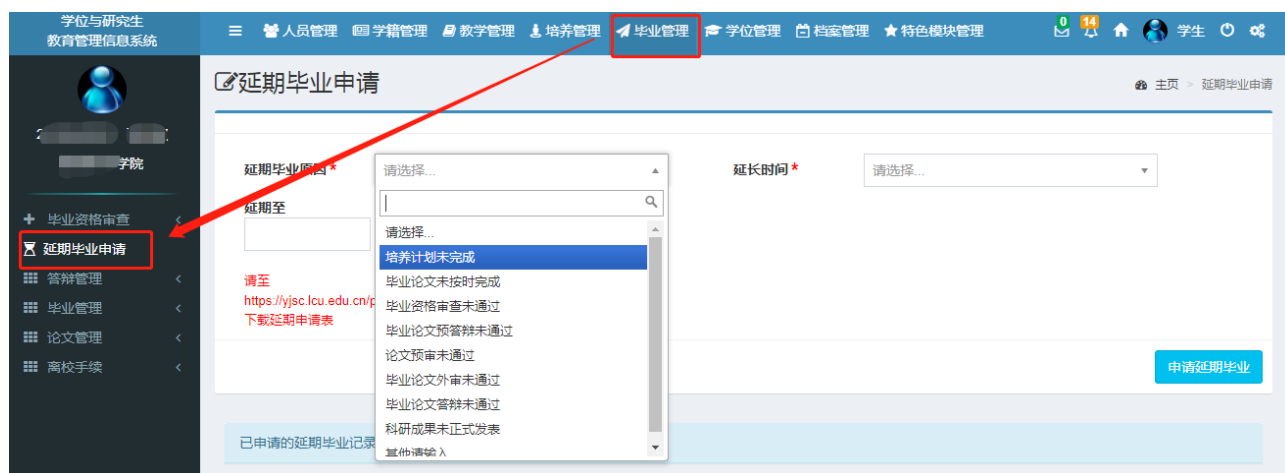 学位与研究生
教育管理信息系统
人员管理 学籍管理 教学管理 培养管理 毕业管理 学位管理 档案管理 特色模块管理 0 14 学生
延期毕业申请
主页 > 延期毕业申请
学院
毕业资格审查
延期毕业申请
答辩管理
毕业管理
论文管理
离校手续
延期毕业原因* 请选择... 延长时间* 请选择...
延期至
请选择...
培养计划未完成
毕业论文未按时完成
毕业资格审查未通过
毕业论文预答辩未通过
论文预审未通过
毕业论文外审未通过
毕业论文答辩未通过
科研成果未正式发表
其他请输入
请至
https://yjsc.lcu.edu.cn/p
下载延期申请表
申请延期毕业
已申请的延期毕业记录